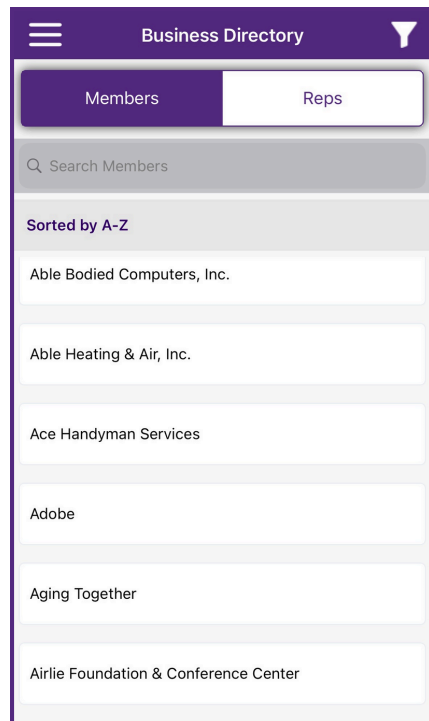 Business Directory
Members
Reps
Search Members
Sorted by A-Z
Able Bodied Computers, Inc.
Able Heating & Air, Inc.
Ace Handyman Services
Adobe
Aging Together
Airlie Foundation & Conference Center